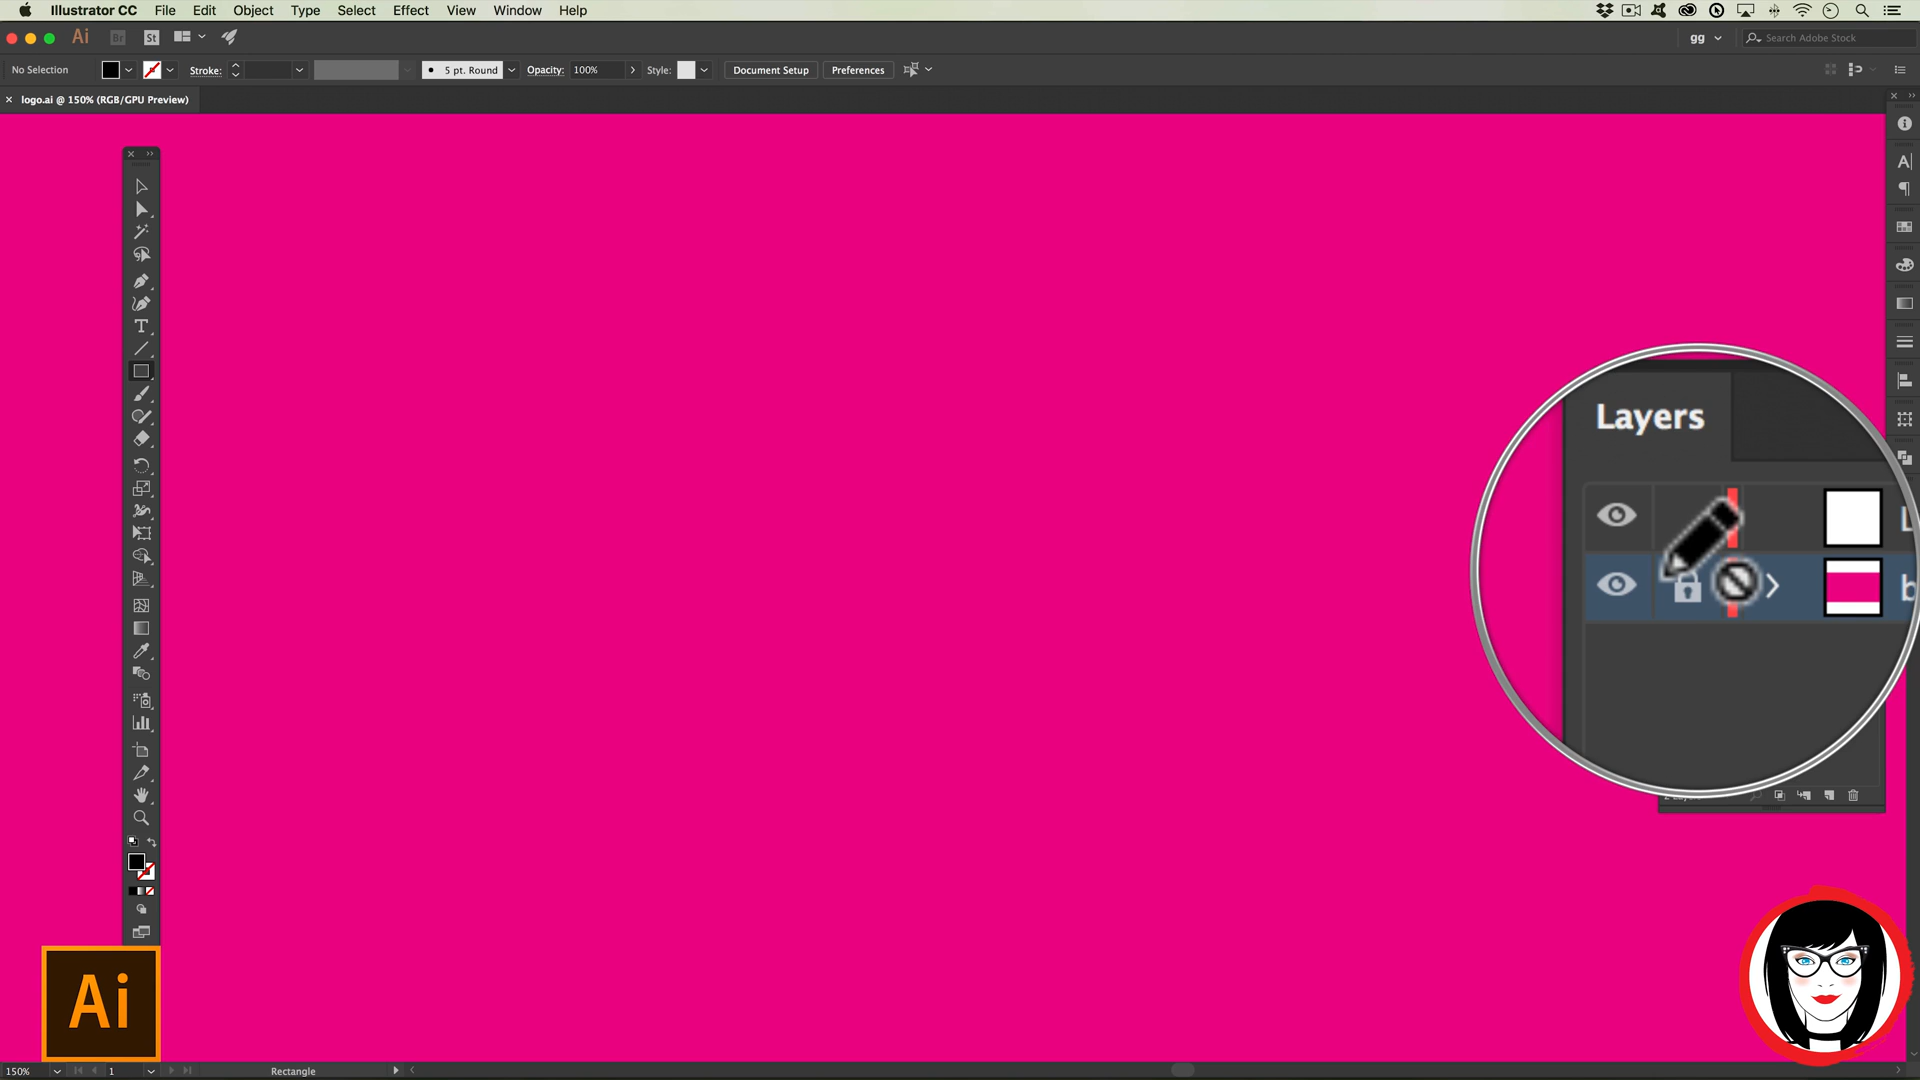 Illustrator CC File Edit Object Type Select Effect View Window Help
Ai Br St gg Search Adobe Stock
No Selection Stroke: 5 pt. Round Opacity: 100% Style: Document Setup Preferences
logo.ai @ 150% (RGB/GPU Preview)
Layers
Ai
150% 1 Rectangle